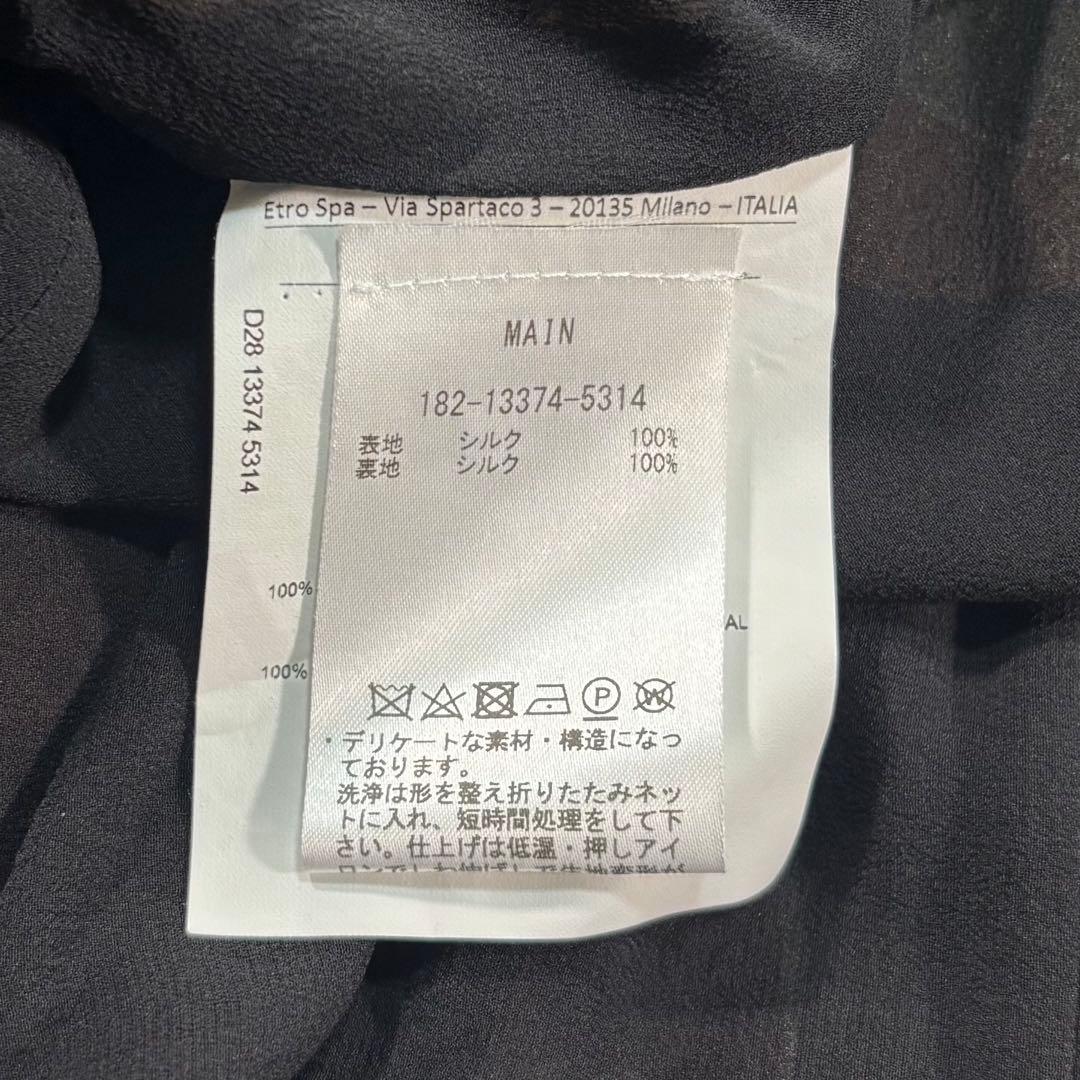 Etro Spa – Via Spartaco 3 – 20135 Milano – ITALIA
D28 13374 5314
MAIN
182-13374-5314
表地 シルク 100%
裏地 シルク 100%
100%
AL
100%
P
W
・デリケートな素材・構造になっ
ております。
洗浄は形を整え折りたたみネッ
トに入れ、短時間処理をして下
さい。仕上げは低温・押しアイ